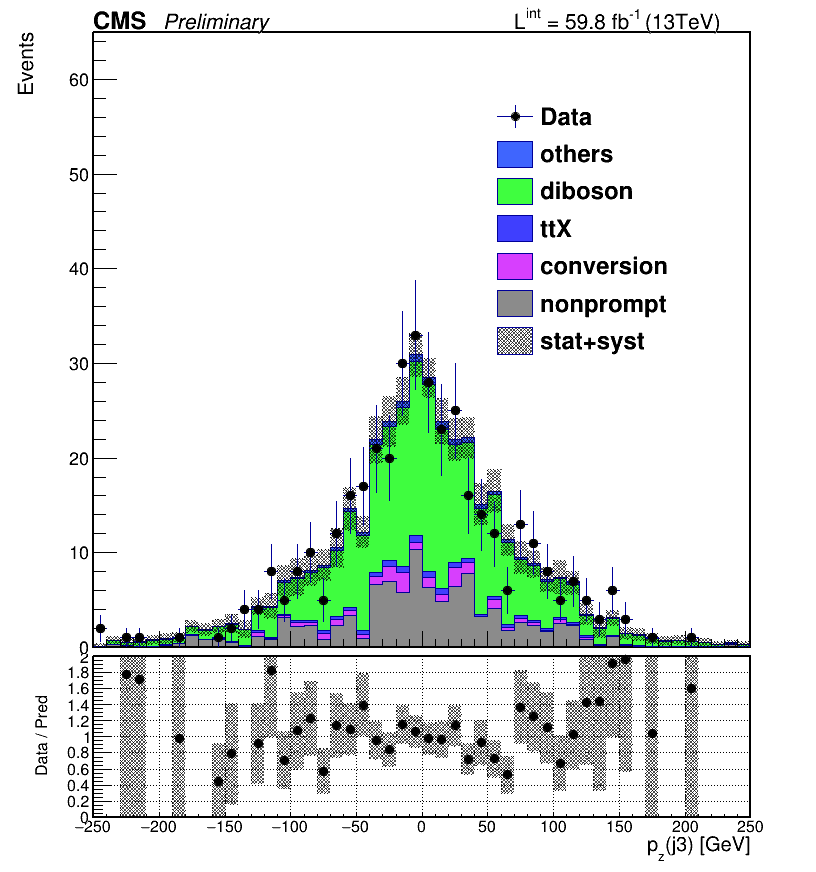 CMS Preliminary L^int = 59.8 fb^-1 (13TeV)
Events
60
50
40
30
20
10
0
Data
others
diboson
ttX
conversion
nonprompt
stat+syst
Data / Pred
2
1.8
1.6
1.4
1.2
1
0.8
0.6
0.4
0.2
0
−250 −200 −150 −100 −50 0 50 100 150 200 250
p_z(j3) [GeV]